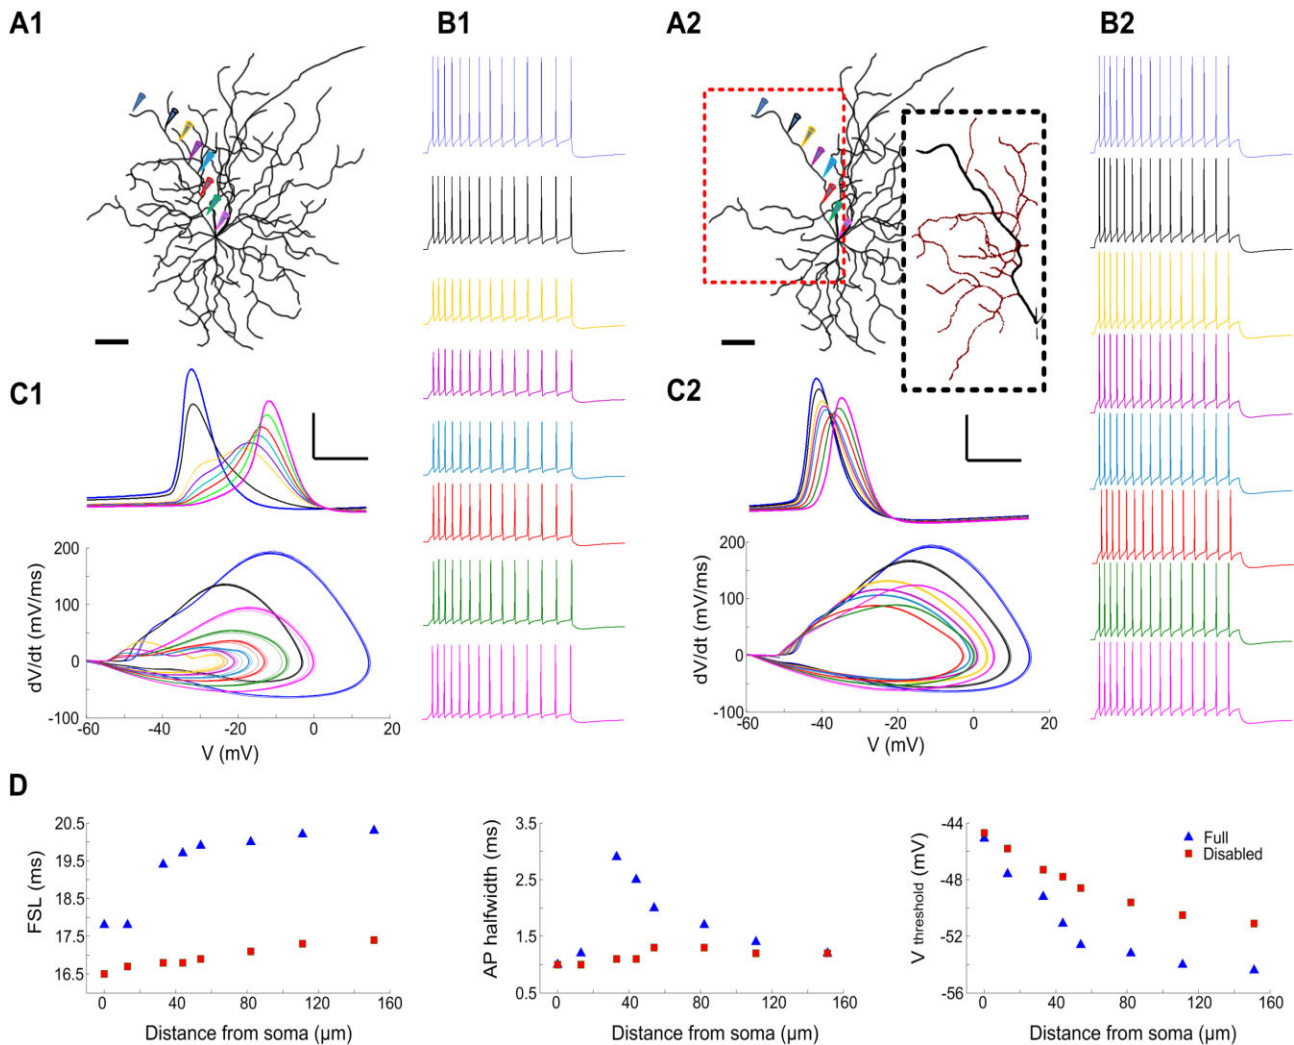 A1
B1
A2
B2
C1
C2
200
100
0
-100
-60
-40
-20
0
20
dV/dt (mV/ms)
V (mV)
200
100
0
-100
-60
-40
-20
0
20
dV/dt (mV/ms)
V (mV)
D
20.5
19.5
18.5
17.5
16.5
0
40
80
120
160
FSL (ms)
Distance from soma (µm)
3.5
2.5
1.5
0.5
0
40
80
120
160
AP halfwidth (ms)
Distance from soma (µm)
-44
-48
-52
-56
0
40
80
120
160
V threshold (mV)
Distance from soma (µm)
Full
Disabled